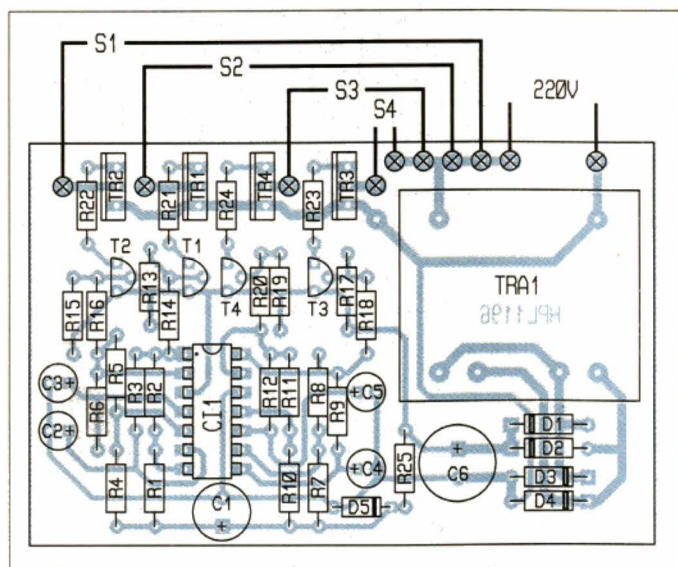 S1
S2
S3
S4
220V
R22
TR2
R21
TR1
R24
TR4
R23
TR3
T2
R13
T1
T4
R20
R19
T3
R17
R18
R15
R16
R14
TRA1
HPL1196
C3+
R5
R3
R2
CI1
R12
R11
R8
R9
+C5
C2+
R6
D1
D2
R4
R1
C1
+
R10
R7
+C4
D5
R25
+
C6
D3
D4